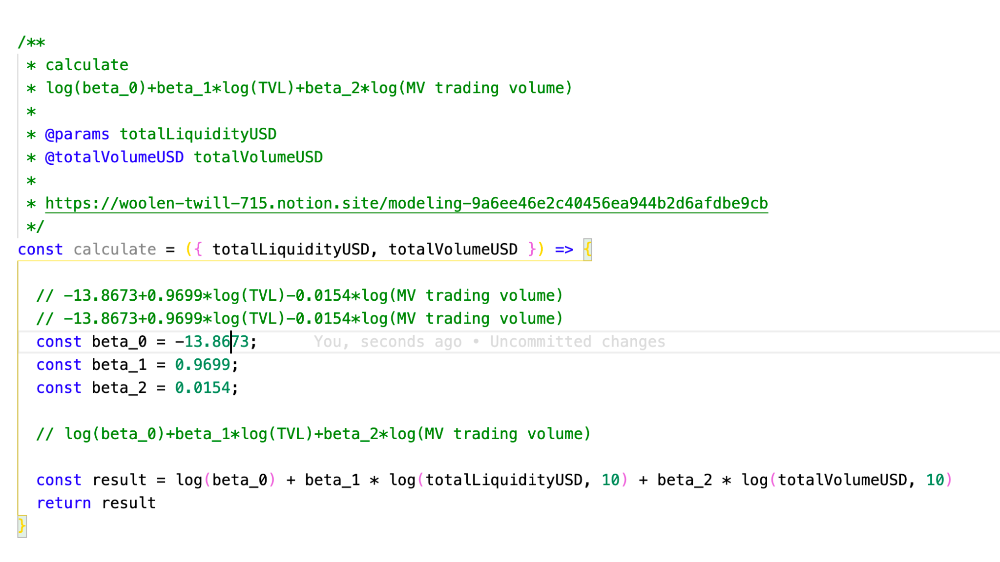 /**
* calculate
* log(beta_0)+beta_1*log(TVL)+beta_2*log(MV trading volume)
*
* @params totalLiquidityUSD
* @totalVolumeUSD totalVolumeUSD
*
* https://woolen-twill-715.notion.site/modeling-9a6ee46e2c40456ea944b2d6afdbe9cb
*/
const calculate = ({ totalLiquidityUSD, totalVolumeUSD }) => {
// -13.8673+0.9699*log(TVL)-0.0154*log(MV trading volume)
// -13.8673+0.9699*log(TVL)-0.0154*log(MV trading volume)
const beta_0 = -13.8673; You, seconds ago • Uncommitted changes
const beta_1 = 0.9699;
const beta_2 = 0.0154;
// log(beta_0)+beta_1*log(TVL)+beta_2*log(MV trading volume)
const result = log(beta_0) + beta_1 * log(totalLiquidityUSD, 10) + beta_2 * log(totalVolumeUSD, 10)
return result
}